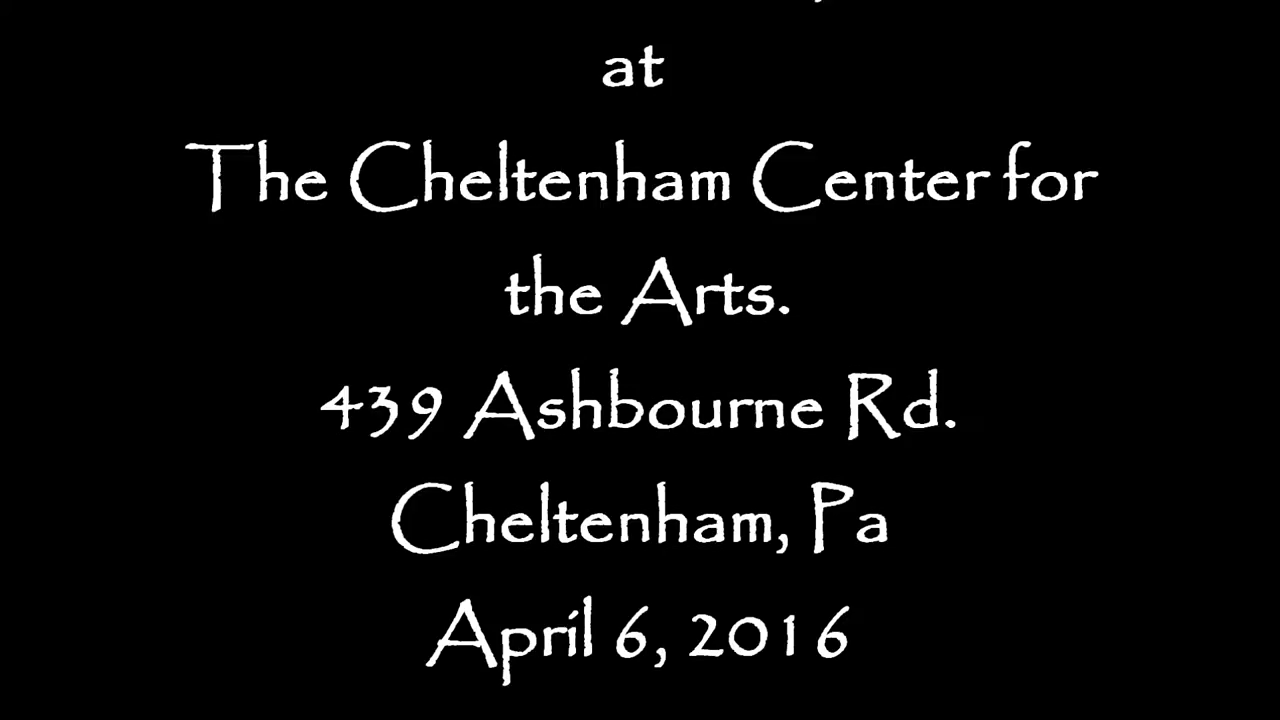 at
The Cheltenham Center for
the Arts.
439 Ashbourne Rd.
Cheltenham, Pa
April 6, 2016